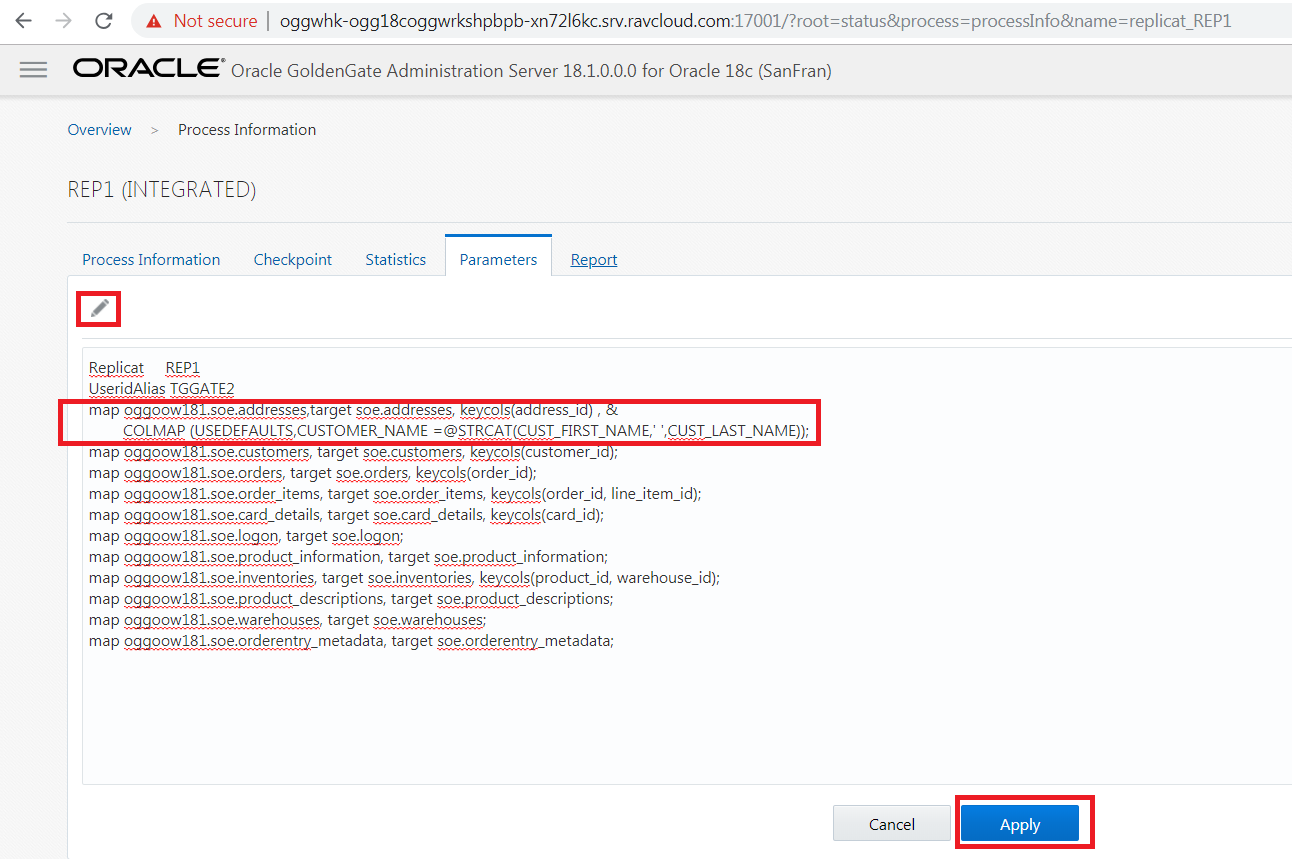 Not secure | oggwhk-ogg18coggwrkshpbpb-xn72l6kc.srv.ravcloud.com:17001/?root=status&process=processInfo&name=replicat_REP1
ORACLE® Oracle GoldenGate Administration Server 18.1.0.0.0 for Oracle 18c (SanFran)
Overview > Process Information
REP1 (INTEGRATED)
Process Information Checkpoint Statistics Parameters Report
Replicat REP1
UseridAlias TGGATE2
map oggoow181.soe.addresses,target soe.addresses, keycols(address_id) , &
COLMAP (USEDEFAULTS,CUSTOMER_NAME =@STRCAT(CUST_FIRST_NAME,' ',CUST_LAST_NAME));
map oggoow181.soe.customers, target soe.customers, keycols(customer_id);
map oggoow181.soe.orders, target soe.orders, keycols(order_id);
map oggoow181.soe.order_items, target soe.order_items, keycols(order_id, line_item_id);
map oggoow181.soe.card_details, target soe.card_details, keycols(card_id);
map oggoow181.soe.logon, target soe.logon;
map oggoow181.soe.product_information, target soe.product_information;
map oggoow181.soe.inventories, target soe.inventories, keycols(product_id, warehouse_id);
map oggoow181.soe.product_descriptions, target soe.product_descriptions;
map oggoow181.soe.warehouses, target soe.warehouses;
map oggoow181.soe.orderentry_metadata, target soe.orderentry_metadata;
Cancel Apply